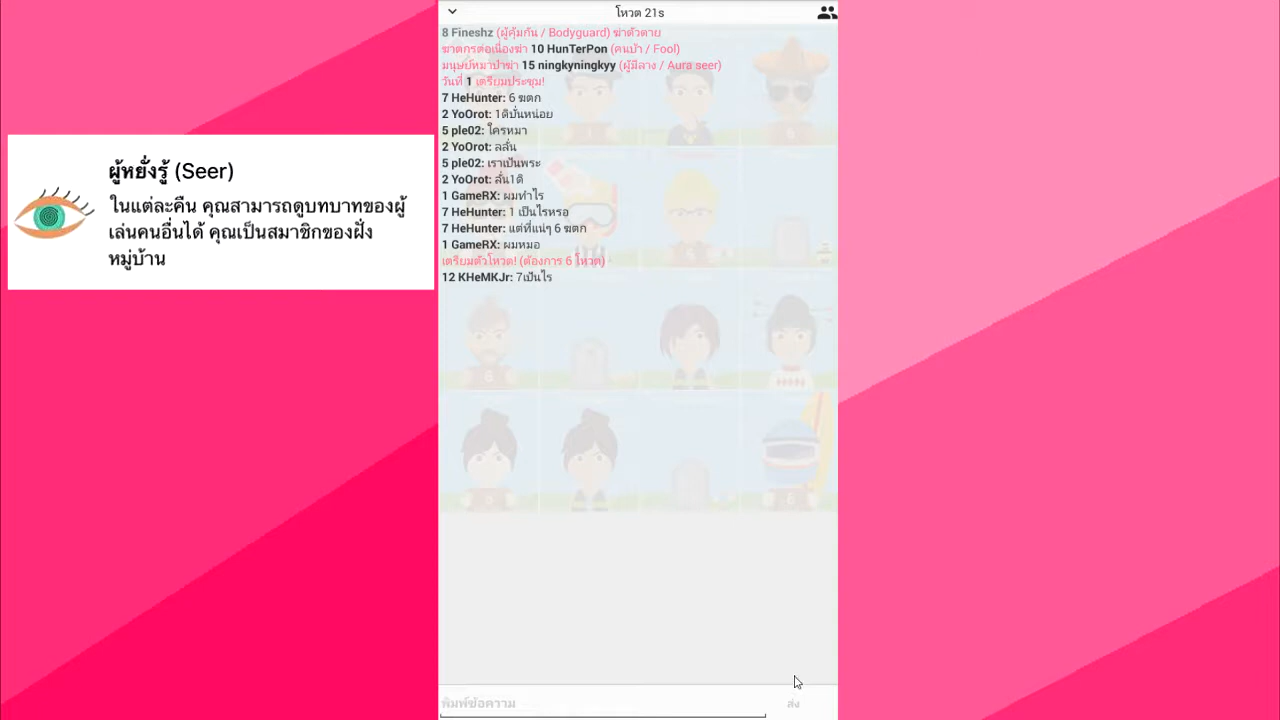 โหวต 21s
8 Fineshz (ผู้คุ้มกัน / Bodyguard) ฆ่าตัวตาย
ฆาตกรต่อเนื่องฆ่า 10 HunTerPon (คนบ้า / Fool)
มนุษย์หมาป่าฆ่า 15 ningkyningkyy (ผู้มีลาง / Aura seer)
วันที่ 1 เตรียมประชุม!
7 HeHunter: 6 ฆตก
2 YoOrot: 1ดิปั่นหน่อย
5 ple02: ใครหมา
2 YoOrot: ลลั่น
5 ple02: เราเป็นพระ
2 YoOrot: ลั่น1ดิ
1 GameRX: ผมทำไร
7 HeHunter: 1 เป็นไรหรอ
7 HeHunter: แต่ที่แน่ๆ 6 ฆตก
1 GameRX: ผมหมอ
เตรียมตัวโหวต! (ต้องการ 6 โหวต)
12 KHeMKJr: 7เป็นไร
ผู้หยั่งรู้ (Seer)
ในแต่ละคืน คุณสามารถดูบทบาทของผู้
เล่นคนอื่นได้ คุณเป็นสมาชิกของฝั่ง
หมู่บ้าน
พิมพ์ข้อความ
ส่ง